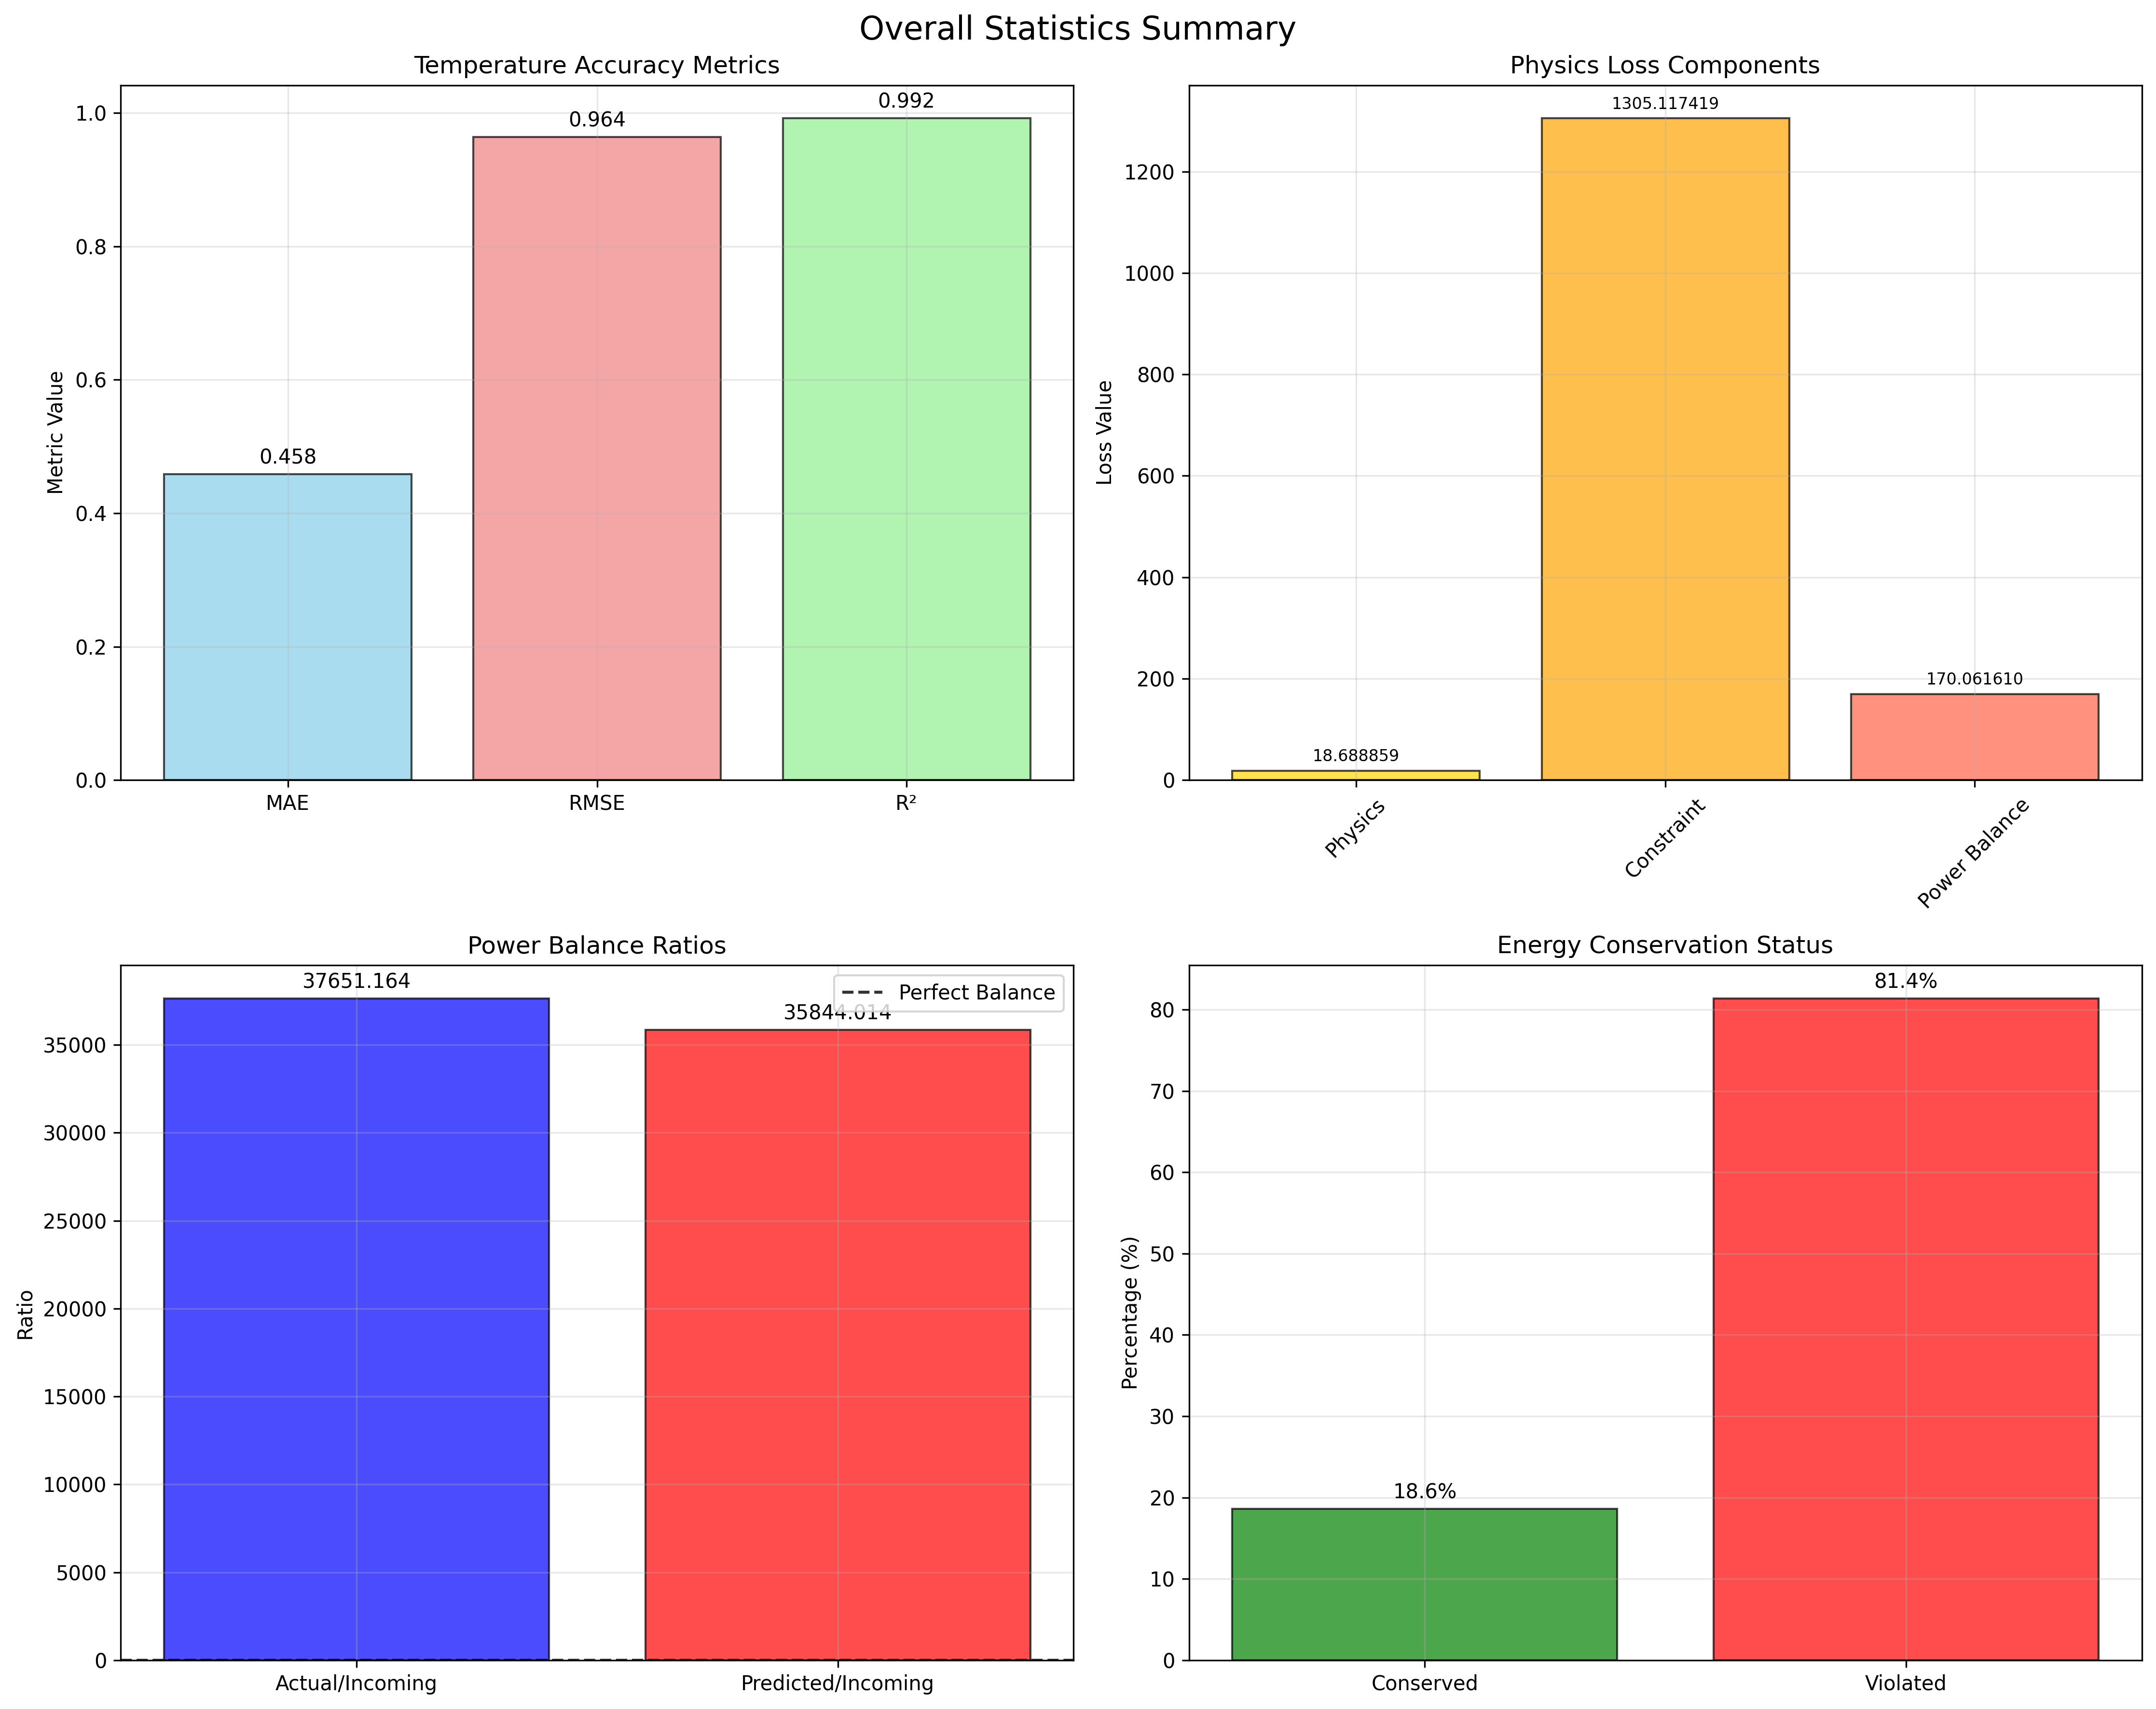 Overall Statistics Summary
Temperature Accuracy Metrics
Metric Value
1.0
0.8
0.6
0.4
0.2
0.0
0.458
0.964
0.992
MAE
RMSE
R²
Physics Loss Components
Loss Value
1200
1000
800
600
400
200
0
18.688859
1305.117419
170.061610
Physics
Constraint
Power Balance
Power Balance Ratios
Ratio
35000
30000
25000
20000
15000
10000
5000
0
37651.164
35844.014
Perfect Balance
Actual/Incoming
Predicted/Incoming
Energy Conservation Status
Percentage (%)
80
70
60
50
40
30
20
10
0
18.6%
81.4%
Conserved
Violated